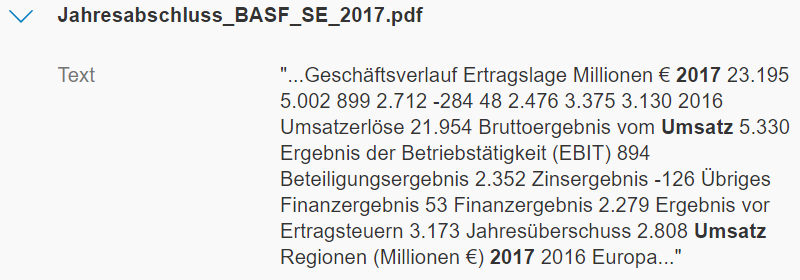 Jahresabschluss_BASF_SE_2017.pdf
Text
"...Geschäftsverlauf Ertragslage Millionen € 2017 23.195
5.002 899 2.712 -284 48 2.476 3.375 3.130 2016
Umsatzerlöse 21.954 Bruttoergebnis vom Umsatz 5.330
Ergebnis der Betriebstätigkeit (EBIT) 894
Beteiligungsergebnis 2.352 Zinsergebnis -126 Übriges
Finanzergebnis 53 Finanzergebnis 2.279 Ergebnis vor
Ertragsteuern 3.173 Jahresüberschuss 2.808 Umsatz
Regionen (Millionen €) 2017 2016 Europa..."